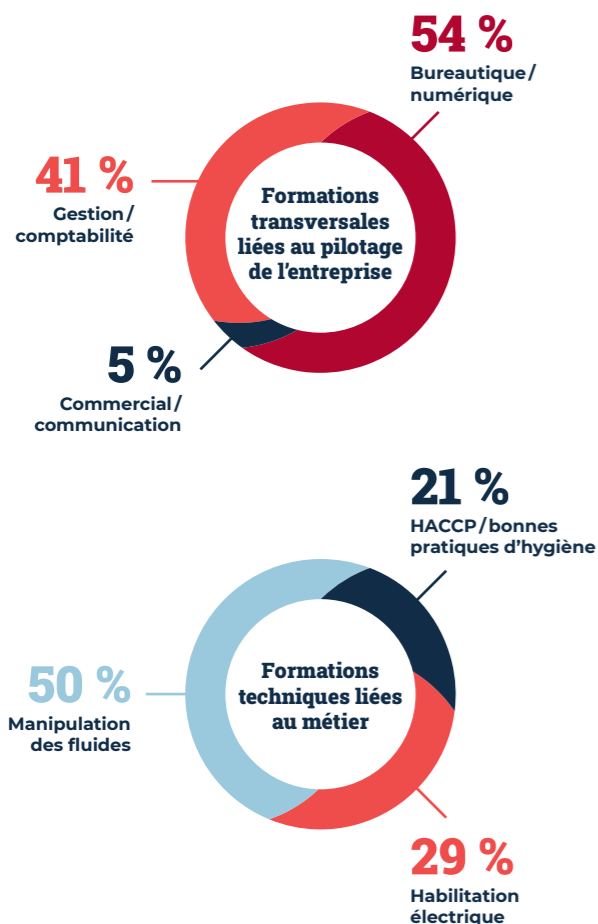 54 %
Bureautique/
numérique
41 %
Gestion/
comptabilité
Formations
transversales
liées au pilotage
de l'entreprise
5 %
Commercial/
communication
21 %
HACCP/bonnes
pratiques d'hygiène
50 %
Manipulation
des fluides
Formations
techniques liées
au métier
29 %
Habilitation
électrique